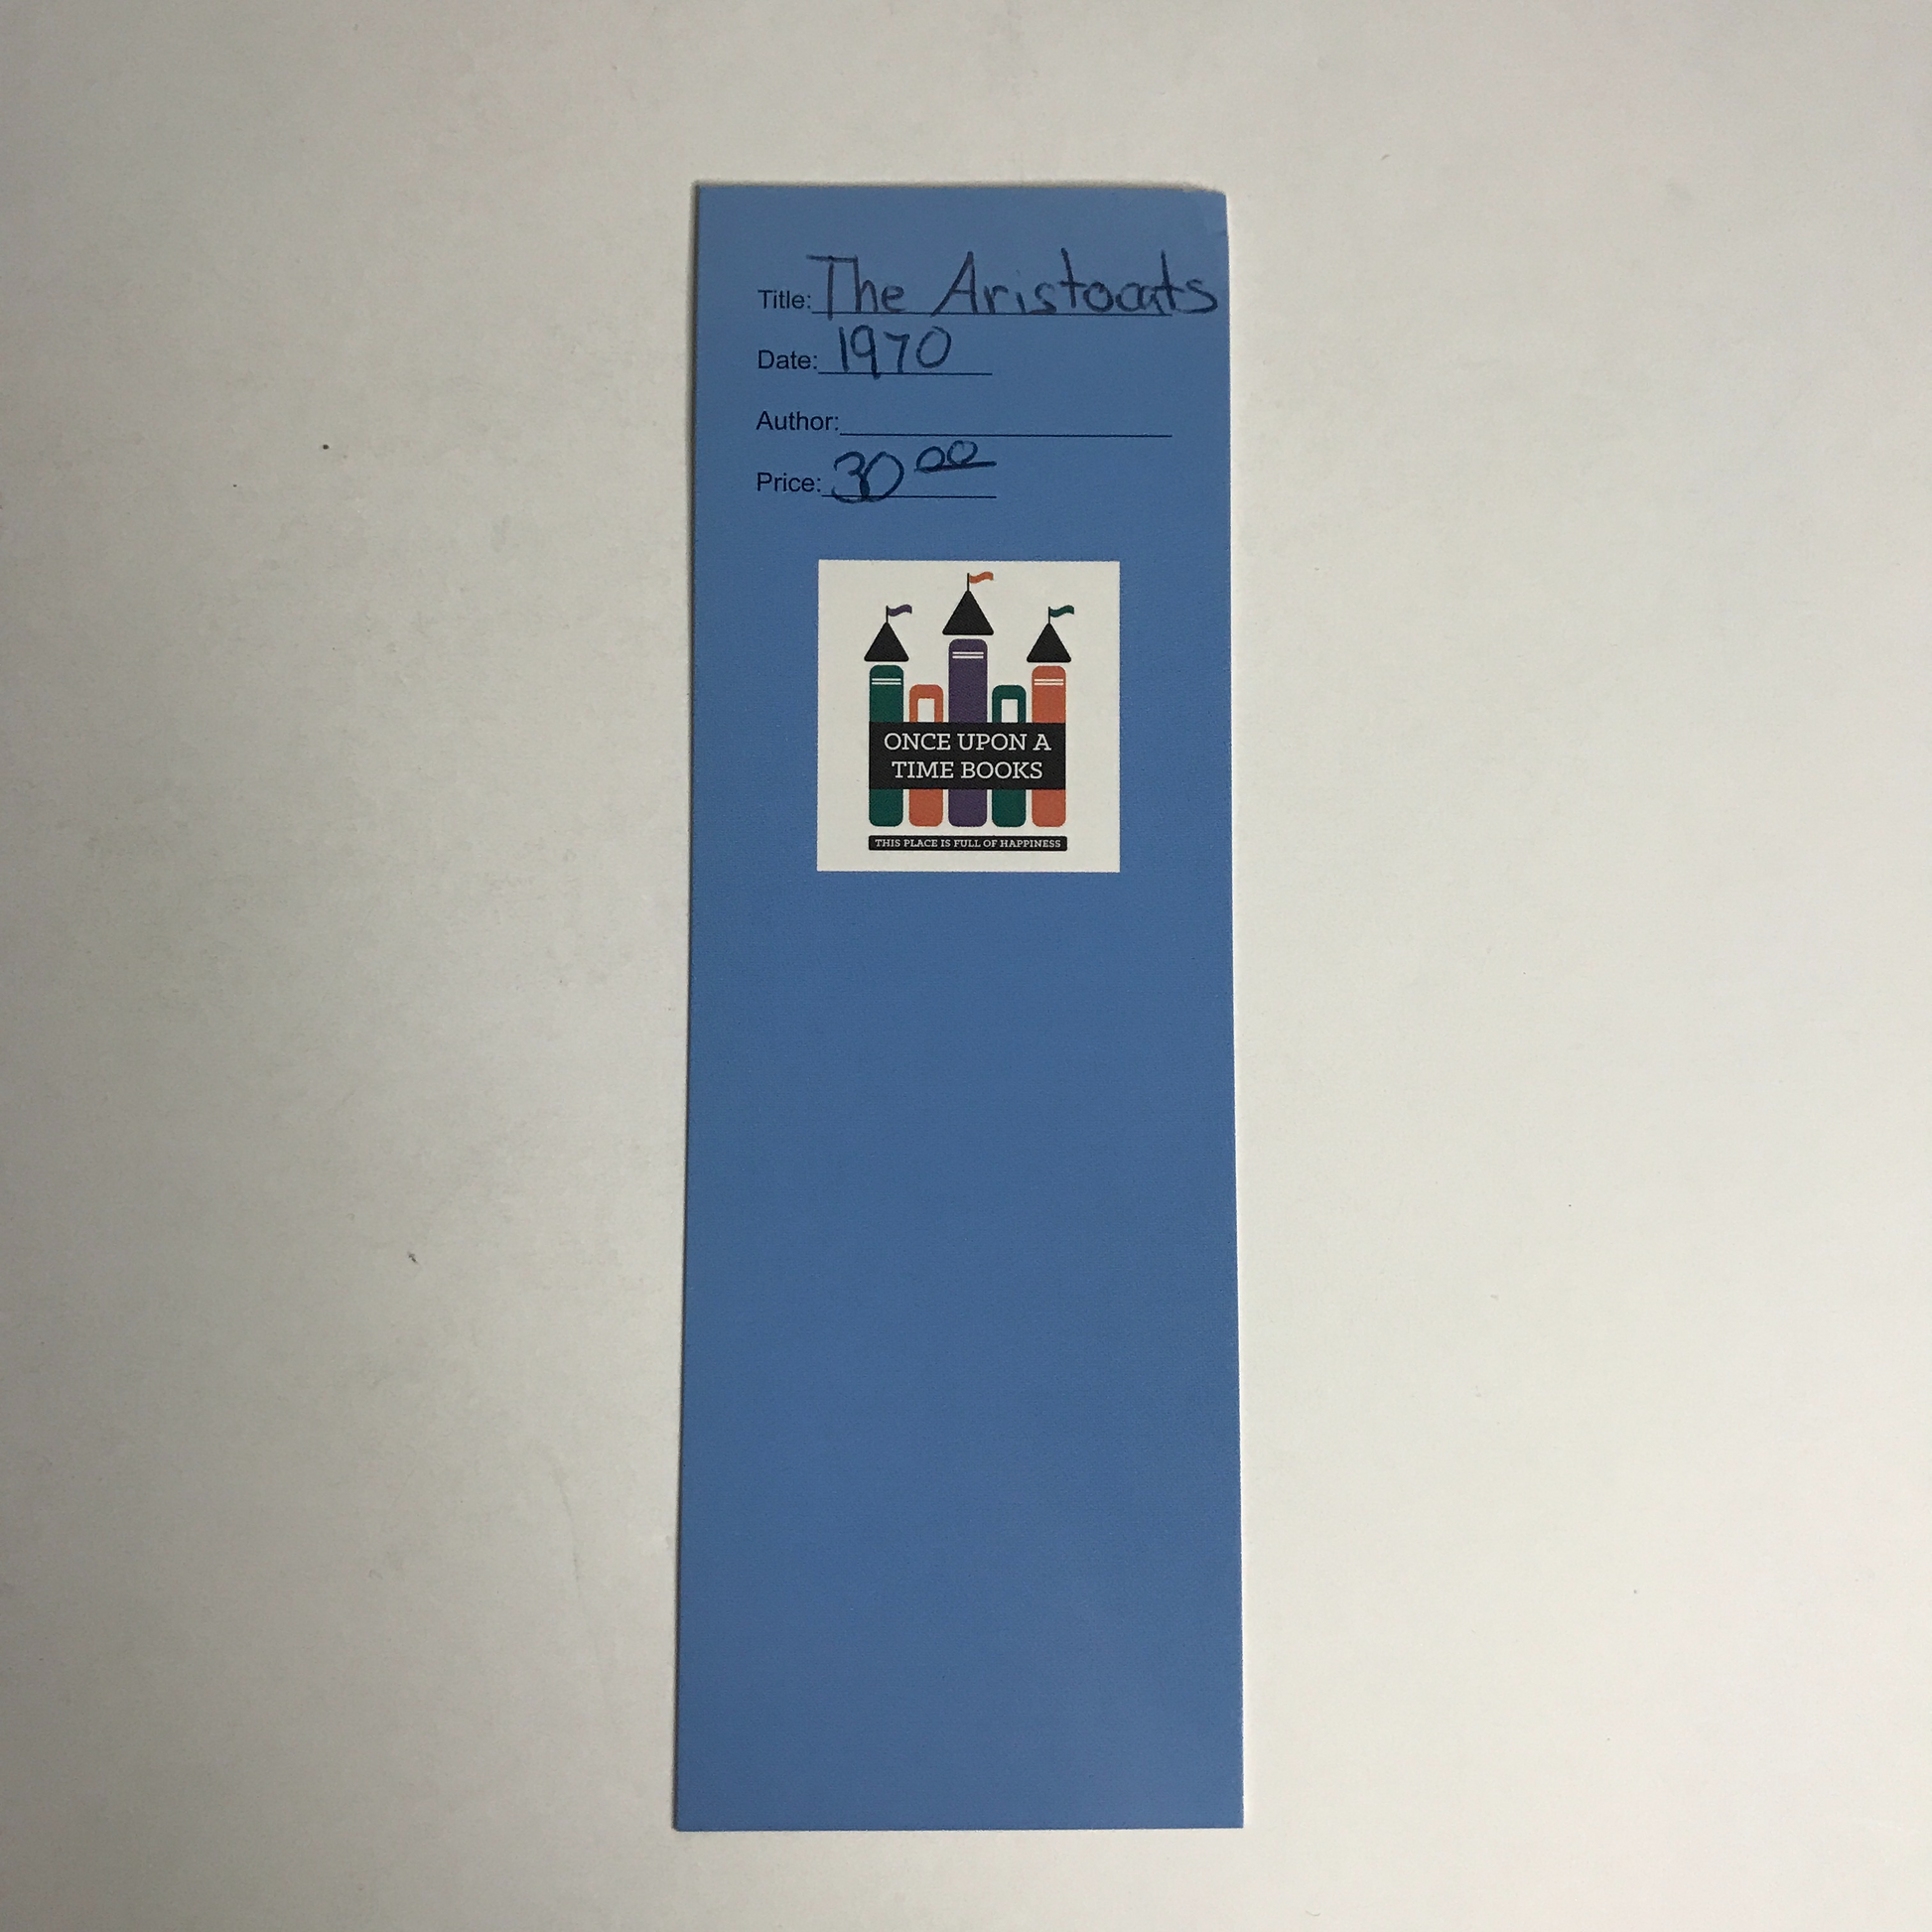 Title: The Aristocats
Date: 1970
Author:
Price: 30 00
ONCE UPON A
TIME BOOKS
THIS PLACE IS FULL OF HAPPINESS